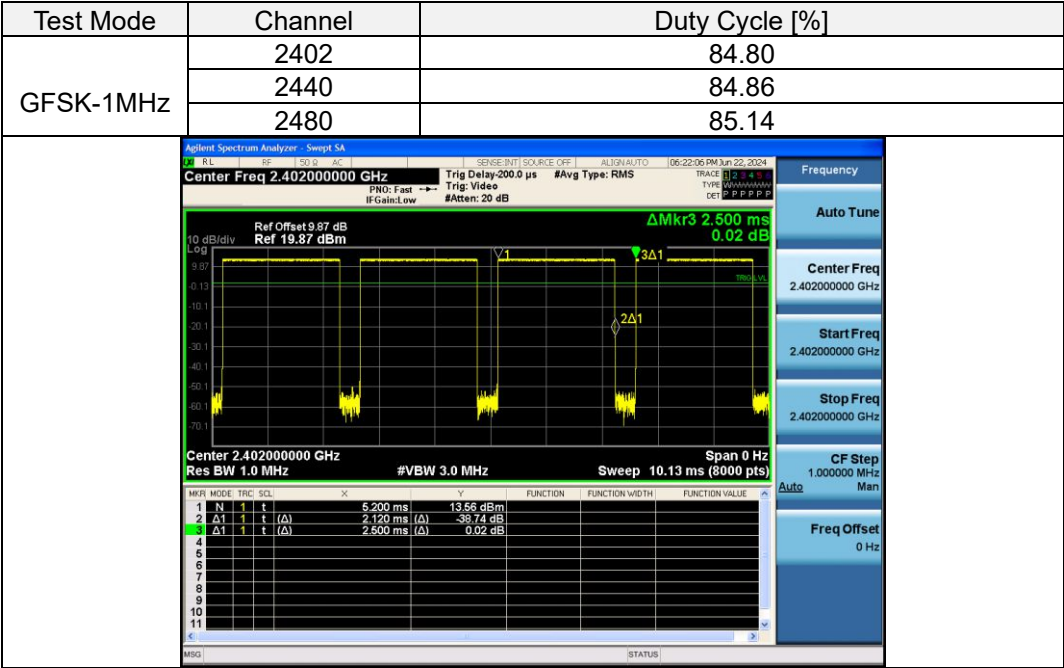 Test Mode Channel Duty Cycle [%]
GFSK-1MHz
2402 84.80
2440 84.86
2480 85.14
Agilent Spectrum Analyzer - Swept SA
RL RF 50 Ω AC SENSE:INT SOURCE OFF ALIGNAUTO 06:22:06 PM Jun 22, 2024
Center Freq 2.402000000 GHz
PNO: Fast
IFGain:Low
Trig Delay-200.0 µs #Avg Type: RMS
Trig: Video
#Atten: 20 dB
TRACE 1 2 3 4 5 6
TYPE
DET P P P P P P
ΔMkr3 2.500 ms
0.02 dB
Ref Offset 9.87 dB
10 dB/div Ref 19.87 dBm
Log
9.87
-0.13
-10.1
-20.1
-30.1
-40.1
-50.1
-60.1
-70.1
1
3Δ1
TRIG LVL
2Δ1
Center 2.402000000 GHz Span 0 Hz
Res BW 1.0 MHz #VBW 3.0 MHz Sweep 10.13 ms (8000 pts)
MKR MODE TRC SCL X Y FUNCTION FUNCTION WIDTH FUNCTION VALUE
1 N 1 t 5.200 ms 13.56 dBm
2 Δ1 1 t (Δ) 2.120 ms (Δ) -38.74 dB
3 Δ1 1 t (Δ) 2.500 ms (Δ) 0.02 dB
4
5
6
7
8
9
10
11
MSG STATUS
Frequency
Auto Tune
Center Freq
2.402000000 GHz
Start Freq
2.402000000 GHz
Stop Freq
2.402000000 GHz
CF Step
1.000000 MHz
Auto Man
Freq Offset
0 Hz